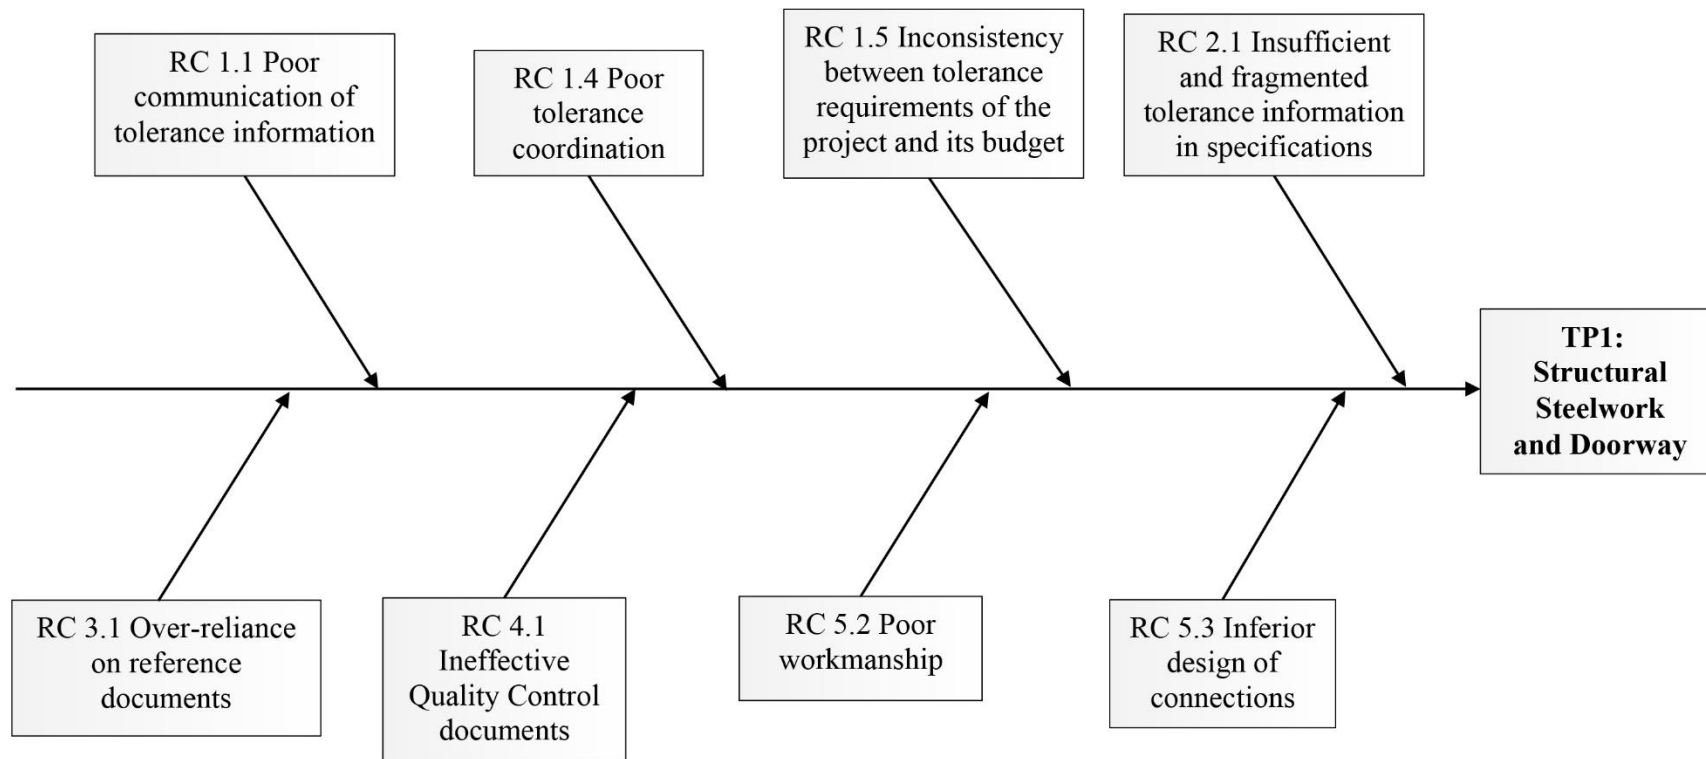 RC 1.1 Poor
communication of
tolerance information
RC 1.4 Poor
tolerance
coordination
RC 1.5 Inconsistency
between tolerance
requirements of the
project and its budget
RC 2.1 Insufficient
and fragmented
tolerance information
in specifications
TP1:
Structural
Steelwork
and Doorway
RC 3.1 Over-reliance
on reference
documents
RC 4.1
Ineffective
Quality Control
documents
RC 5.2 Poor
workmanship
RC 5.3 Inferior
design of
connections